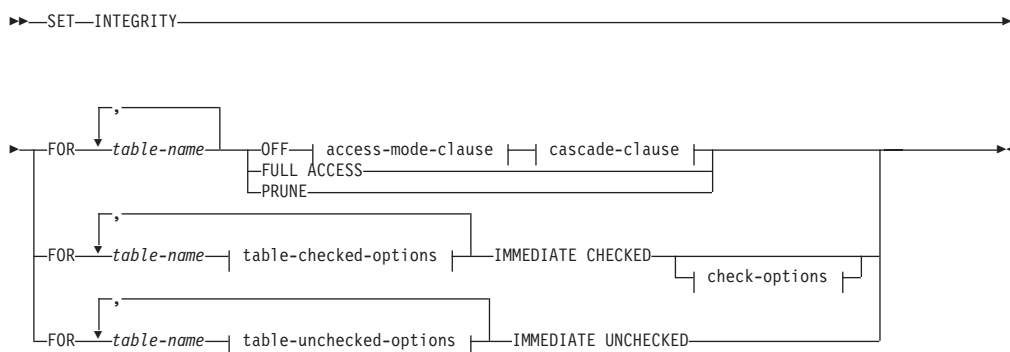 SET INTEGRITY
,
FOR table-name OFF access-mode-clause cascade-clause
FULL ACCESS
PRUNE
,
FOR table-name table-checked-options IMMEDIATE CHECKED
check-options
,
FOR table-name table-unchecked-options IMMEDIATE UNCHECKED